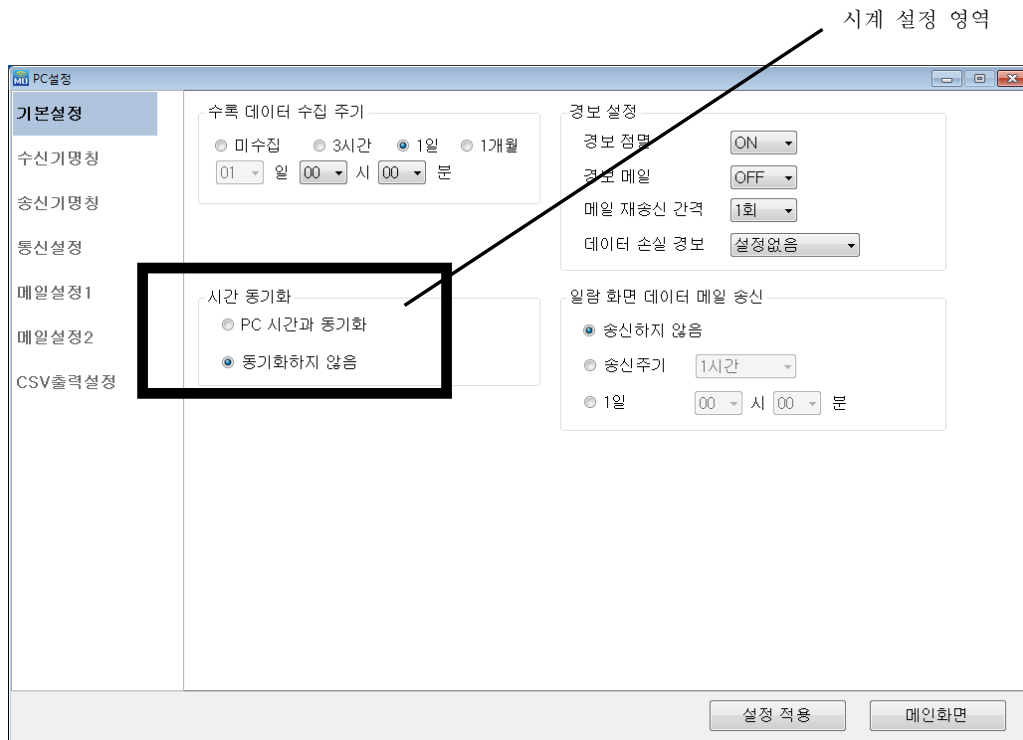 시계 설정 영역
MD PC설정
기본설정
수신기명칭
송신기명칭
통신설정
메일설정1
메일설정2
CSV출력설정
수록 데이터 수집 주기
미수집 3시간 1일 1개월
01 일 00 시 00 분
경보 설정
경보 점멸 ON
경보 메일 OFF
메일 재송신 간격 1회
데이터 손실 경보 설정없음
시간 동기화
PC 시간과 동기화
동기화하지 않음
일람 화면 데이터 메일 송신
송신하지 않음
송신주기 1시간
1일 00 시 00 분
설정 적용 메인화면